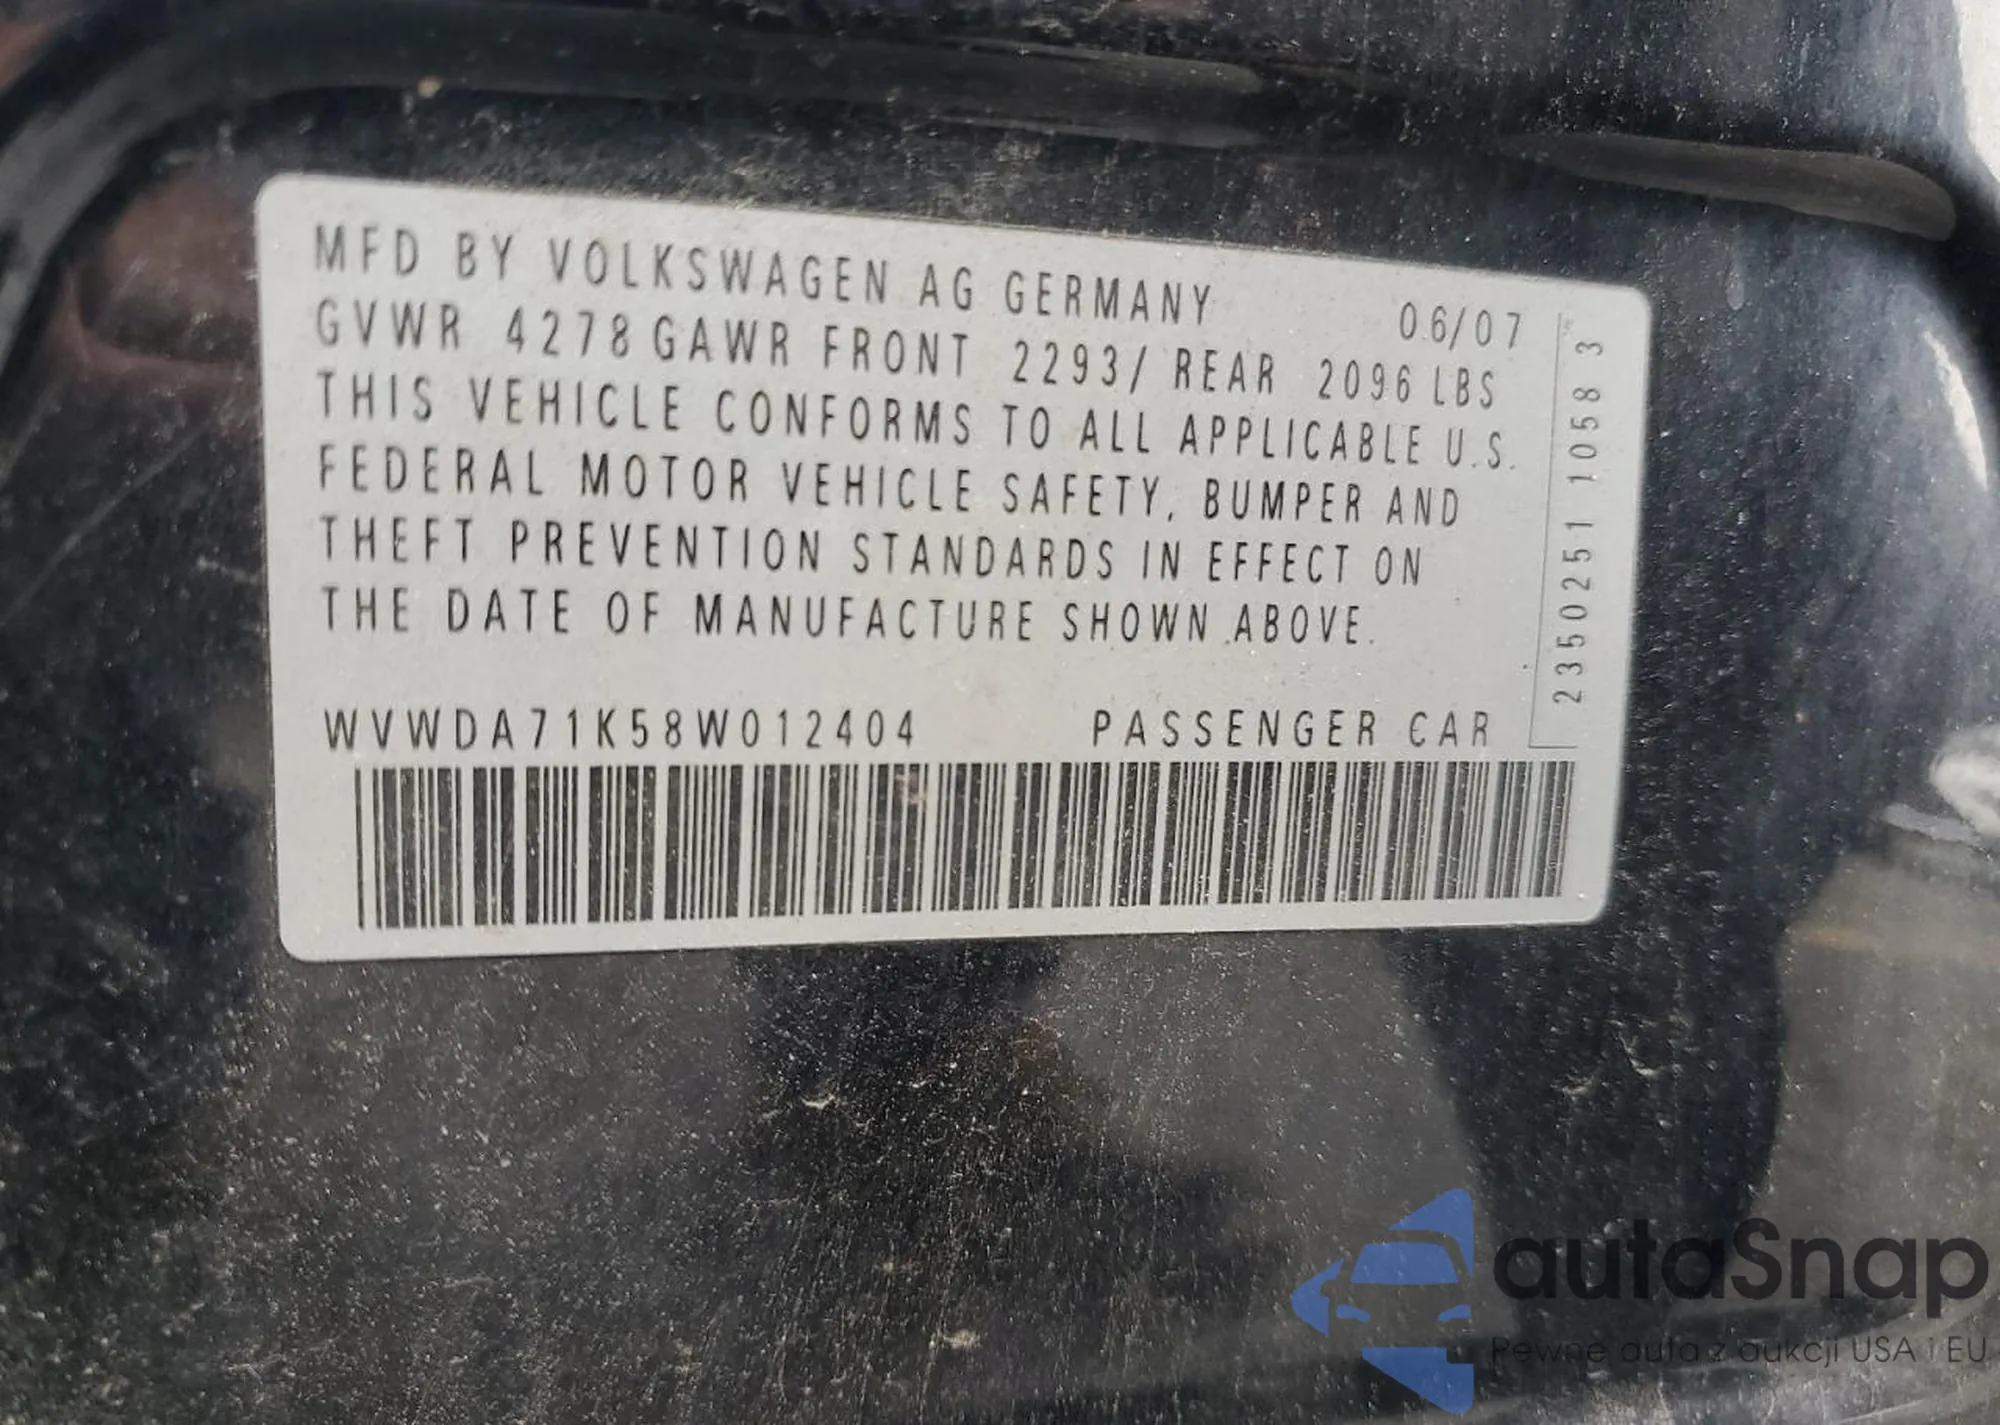 MFD BY VOLKSWAGEN AG GERMANY 06/07
GVWR 4278 GAWR FRONT 2293/ REAR 2096 LBS
THIS VEHICLE CONFORMS TO ALL APPLICABLE U.S.
FEDERAL MOTOR VEHICLE SAFETY, BUMPER AND
THEFT PREVENTION STANDARDS IN EFFECT ON
THE DATE OF MANUFACTURE SHOWN ABOVE.
WVWDA71K58W012404 PASSENGER CAR
2350251 1058 3
autaSnap
Pewne auta z aukcji USA i EU